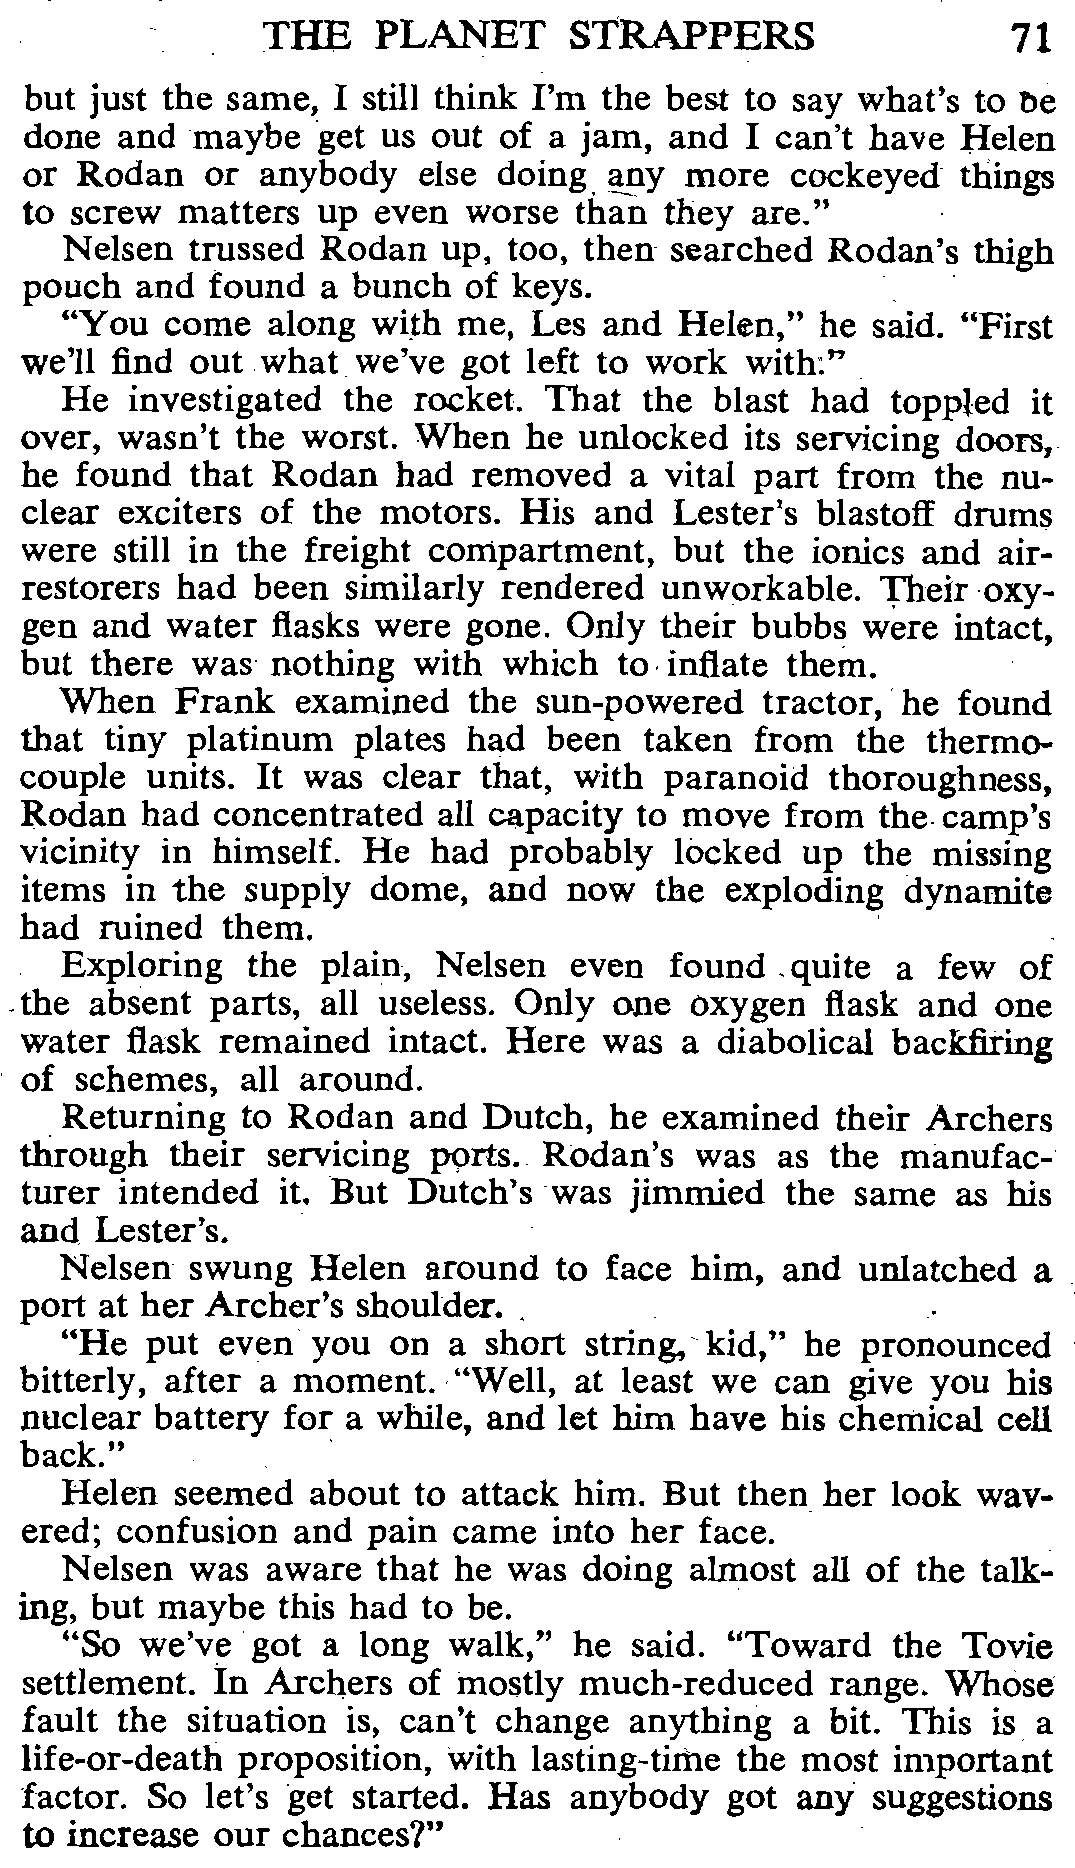 THE PLANET STRAPPERS 71
but just the same, I still think I'm the best to say what's to be
done and maybe get us out of a jam, and I can't have Helen
or Rodan or anybody else doing any more cockeyed things
to screw matters up even worse than they are.”
Nelsen trussed Rodan up, too, then searched Rodan's thigh
pouch and found a bunch of keys.
“You come along with me, Les and Helen,” he said. “First
we'll find out what we've got left to work with.”
He investigated the rocket. That the blast had toppled it
over, wasn't the worst. When he unlocked its servicing doors,
he found that Rodan had removed a vital part from the nu-
clear exciters of the motors. His and Lester's blastoff drums
were still in the freight compartment, but the ionics and air-
restorers had been similarly rendered unworkable. Their oxy-
gen and water flasks were gone. Only their bubbs were intact,
but there was nothing with which to inflate them.
When Frank examined the sun-powered tractor, he found
that tiny platinum plates had been taken from the thermo-
couple units. It was clear that, with paranoid thoroughness,
Rodan had concentrated all capacity to move from the camp's
vicinity in himself. He had probably locked up the missing
items in the supply dome, and now the exploding dynamite
had ruined them.
Exploring the plain, Nelsen even found quite a few of
the absent parts, all useless. Only one oxygen flask and one
water flask remained intact. Here was a diabolical backfiring
of schemes, all around.
Returning to Rodan and Dutch, he examined their Archers
through their servicing ports. Rodan's was as the manufac-
turer intended it. But Dutch's was jimmied the same as his
and Lester's.
Nelsen swung Helen around to face him, and unlatched a
port at her Archer's shoulder.
“He put even you on a short string, kid,” he pronounced
bitterly, after a moment. “Well, at least we can give you his
nuclear battery for a while, and let him have his chemical cell
back.”
Helen seemed about to attack him. But then her look wav-
ered; confusion and pain came into her face.
Nelsen was aware that he was doing almost all of the talk-
ing, but maybe this had to be.
“So we've got a long walk,” he said. “Toward the Tovie
settlement. In Archers of mostly much-reduced range. Whose
fault the situation is, can't change anything a bit. This is a
life-or-death proposition, with lasting-time the most important
factor. So let's get started. Has anybody got any suggestions
to increase our chances?”